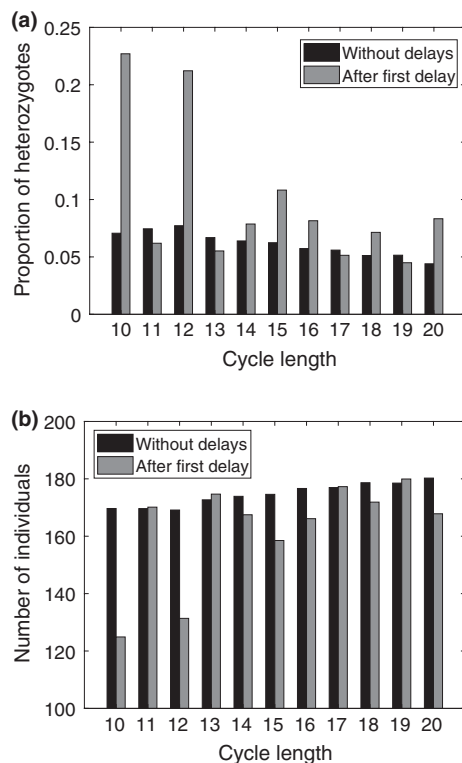 (a)
0.25
0.2
0.15
0.1
0.05
0
Proportion of heterozygotes
Without delays
After first delay
10 11 12 13 14 15 16 17 18 19 20
Cycle length
(b)
200
180
160
140
120
100
Number of individuals
Without delays
After first delay
10 11 12 13 14 15 16 17 18 19 20
Cycle length